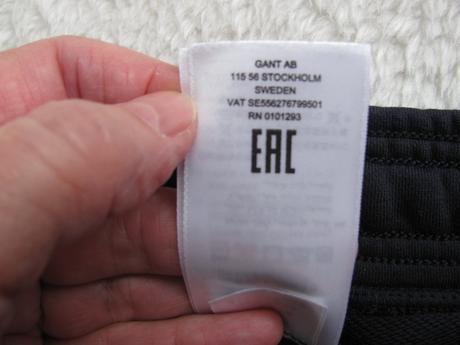 GANT AB
115 56 STOCKHOLM
SWEDEN
VAT SE556276799501
RN 0101293
EAC